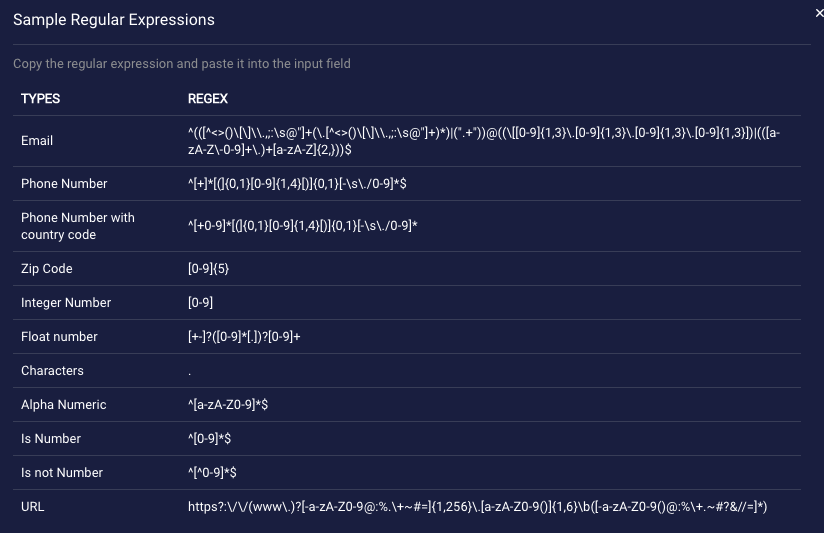 Sample Regular Expressions
×
Copy the regular expression and paste it into the input field
TYPES REGEX
Email ^(([^<>()\[\]\\.,;:\s@"]+(\.[^<>()\[\]\\.,;:\s@"]+)*)|(".+"))@((\[[0-9]{1,3}\.[0-9]{1,3}\.[0-9]{1,3}\.[0-9]{1,3}])|(([a-
zA-Z\-0-9]+\.)+[a-zA-Z]{2,}))$
Phone Number ^[+]*[(]{0,1}[0-9]{1,4}[)]{0,1}[-\s\./0-9]*$
Phone Number with
country code ^[+0-9]*[(]{0,1}[0-9]{1,4}[)]{0,1}[-\s\./0-9]*
Zip Code [0-9]{5}
Integer Number [0-9]
Float number [+-]?([0-9]*[.])?[0-9]+
Characters .
Alpha Numeric ^[a-zA-Z0-9]*$
Is Number ^[0-9]*$
Is not Number ^[^0-9]*$
URL https?:\/\/(www\.)?[-a-zA-Z0-9@:%.\+~#=]{1,256}\.[a-zA-Z0-9()]{1,6}\b([-a-zA-Z0-9()@:%\+.~#?&//=]*)